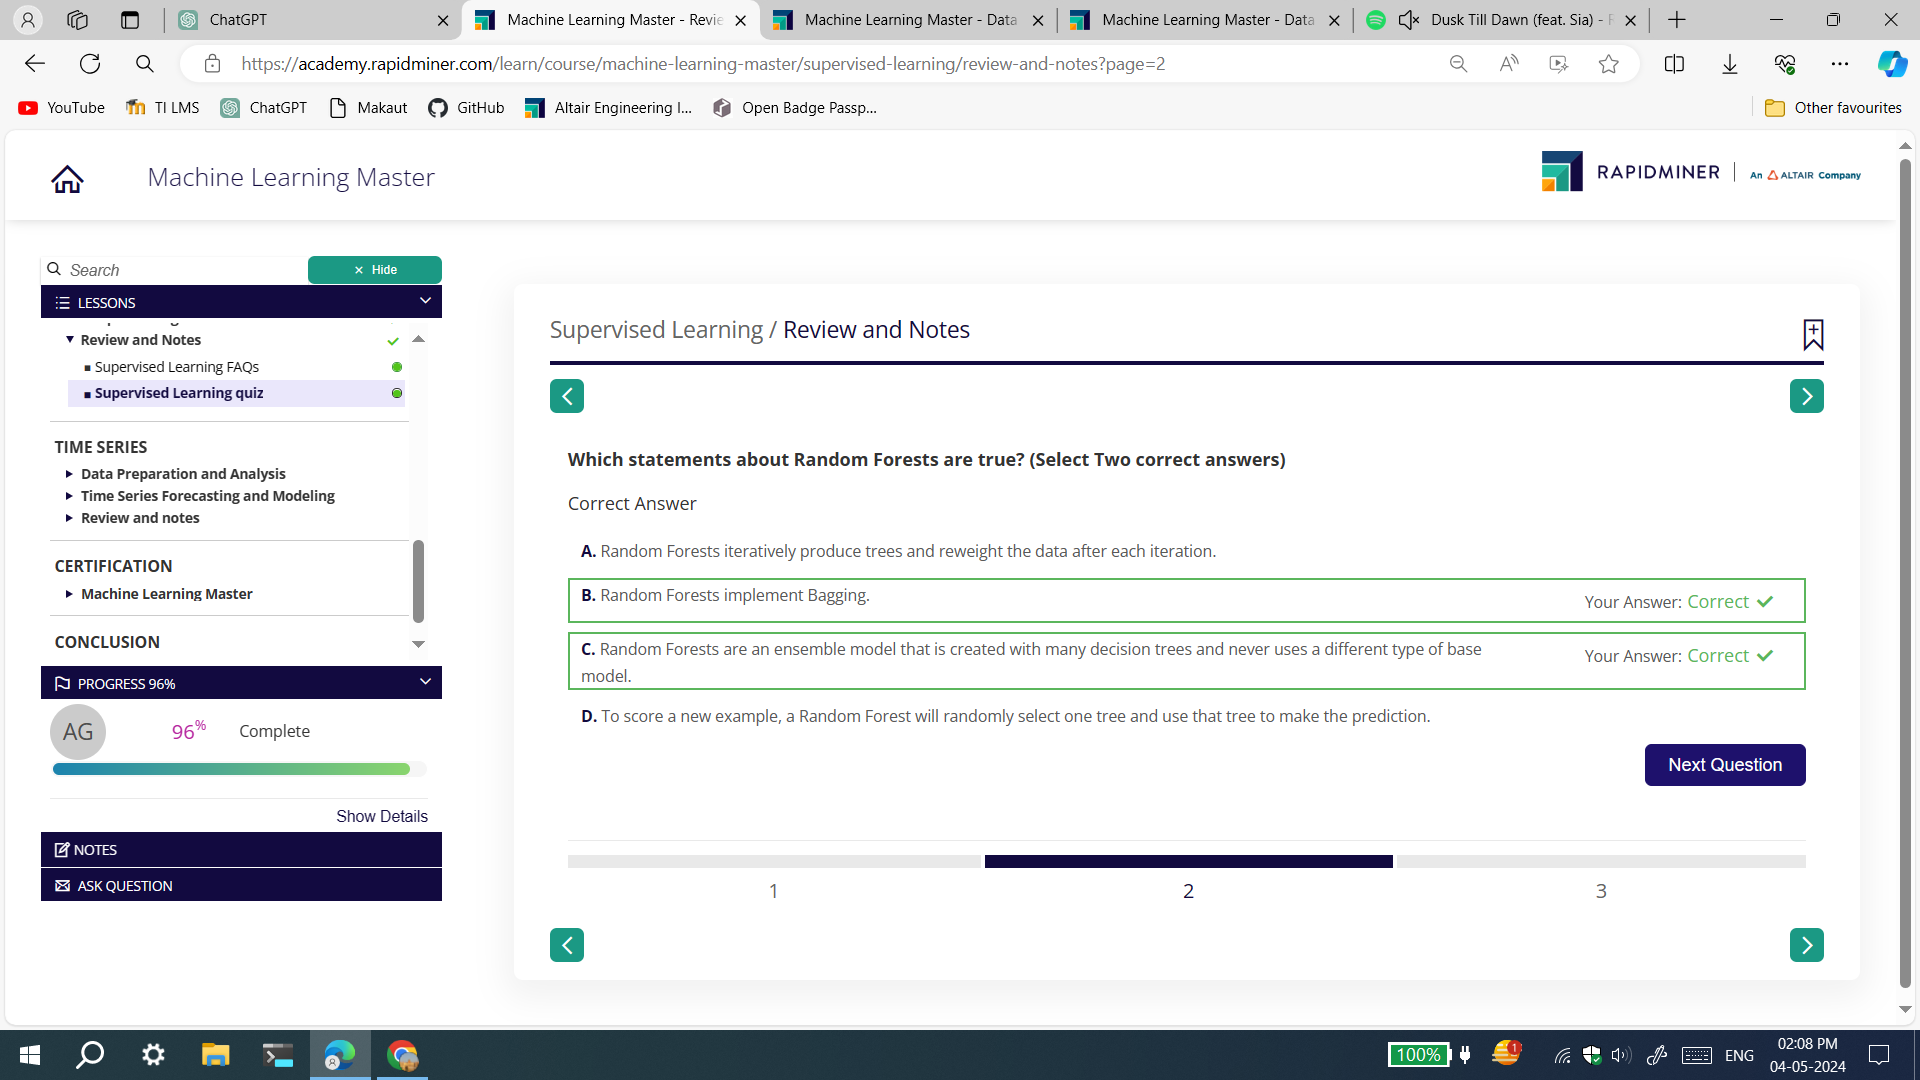 ChatGPT
Machine Learning Master - Revie
Machine Learning Master - Data
Machine Learning Master - Data
Dusk Till Dawn (feat. Sia) - F
https://academy.rapidminer.com/learn/course/machine-learning-master/supervised-learning/review-and-notes?page=2
YouTube
TI LMS
ChatGPT
Makaut
GitHub
Altair Engineering I...
Open Badge Passp...
Other favourites
Machine Learning Master
RAPIDMINER
An ALTAIR Company
Search
× Hide
LESSONS
Review and Notes
Supervised Learning FAQs
Supervised Learning quiz
TIME SERIES
Data Preparation and Analysis
Time Series Forecasting and Modeling
Review and notes
CERTIFICATION
Machine Learning Master
CONCLUSION
PROGRESS 96%
AG
96%
Complete
Show Details
NOTES
ASK QUESTION
Supervised Learning / Review and Notes
Which statements about Random Forests are true? (Select Two correct answers)
Correct Answer
A. Random Forests iteratively produce trees and reweight the data after each iteration.
B. Random Forests implement Bagging.
Your Answer: Correct
C. Random Forests are an ensemble model that is created with many decision trees and never uses a different type of base
model.
Your Answer: Correct
D. To score a new example, a Random Forest will randomly select one tree and use that tree to make the prediction.
Next Question
1
2
3
100%
1
ENG
02:08 PM
04-05-2024